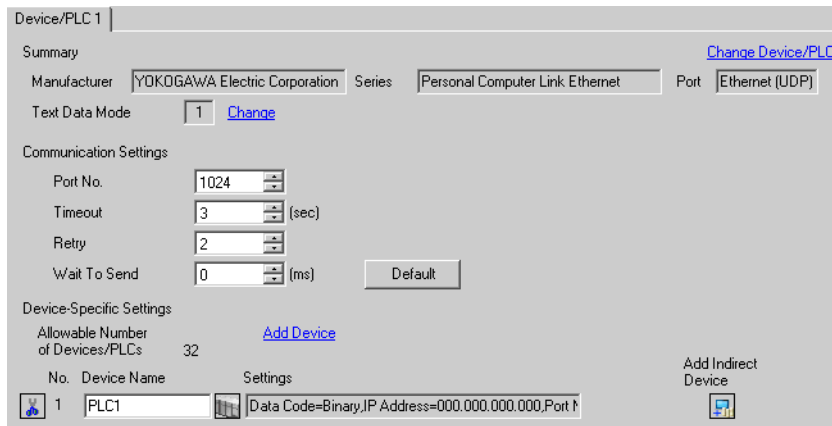 Device/PLC 1
Summary Change Device/PLC
Manufacturer YOKOGAWA Electric Corporation Series Personal Computer Link Ethernet Port Ethernet (UDP)
Text Data Mode 1 Change
Communication Settings
Port No. 1024
Timeout 3 (sec)
Retry 2
Wait To Send 0 (ms) Default
Device-Specific Settings
Allowable Number Add Device
of Devices/PLCs 32
Add Indirect
No. Device Name Settings Device
1 PLC1 Data Code=Binary,IP Address=000.000.000.000,Port